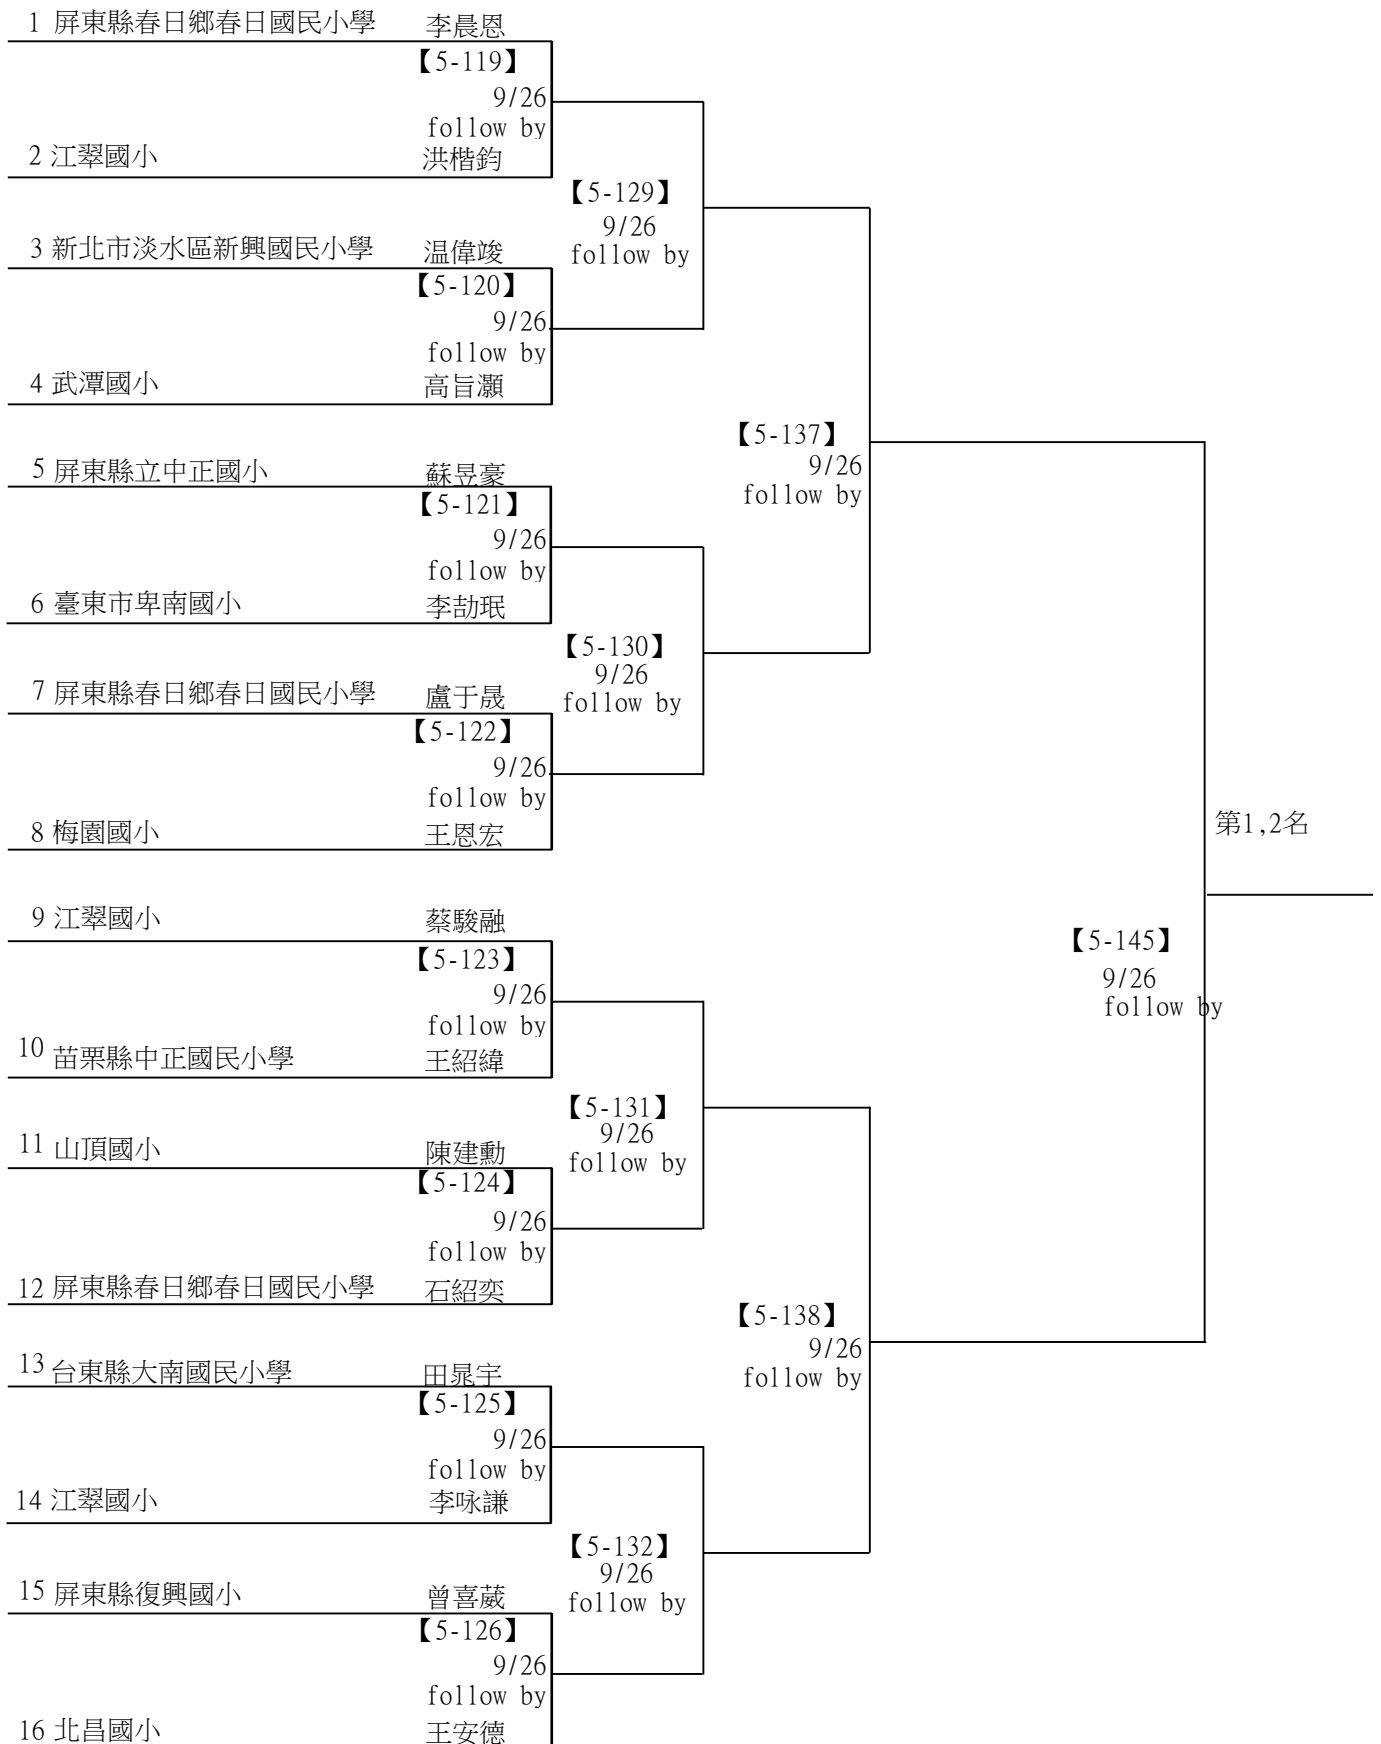 1 屏東縣春日鄉春日國民小學 李晨恩
【5-119】
9/26
follow by
2 江翠國小 洪楷鈞
【5-129】
9/26
follow by
3 新北市淡水區新興國民小學 温偉竣
【5-120】
9/26
follow by
4 武潭國小 高旨灝
【5-137】
9/26
follow by
5 屏東縣立中正國小 蘇昱豪
【5-121】
9/26
follow by
6 臺東市卑南國小 李劼珉
【5-130】
9/26
follow by
7 屏東縣春日鄉春日國民小學 盧于晟
【5-122】
9/26
follow by
8 梅園國小 王恩宏
第1,2名
9 江翠國小 蔡駿融
【5-145】
9/26
follow by
【5-123】
9/26
follow by
10 苗栗縣中正國民小學 王紹緯
【5-131】
9/26
follow by
11 山頂國小 陳建勳
【5-124】
9/26
follow by
12 屏東縣春日鄉春日國民小學 石紹奕
【5-138】
9/26
follow by
13 台東縣大南國民小學 田晁宇
【5-125】
9/26
follow by
14 江翠國小 李咏謙
【5-132】
9/26
follow by
15 屏東縣復興國小 曾喜葳
【5-126】
9/26
follow by
16 北昌國小 王安德